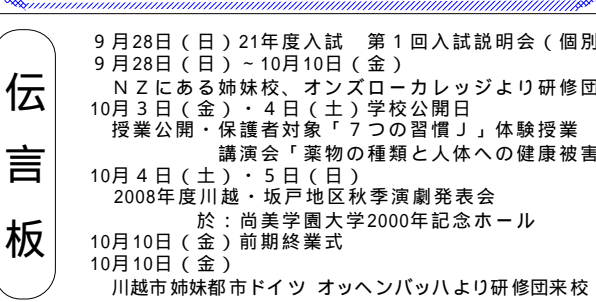 伝言板
9月28日（日）21年度入試　第１回入試説明会（個別
9月28日（日）~10月10日（金）
ＮＺにある姉妹校、オンズローカレッジより研修団
10月３日（金）・４日（土）学校公開日
授業公開・保護者対象「７つの習慣Ｊ」体験授業
講演会「薬物の種類と人体への健康被害
10月４日（土）・５日（日）
2008年度川越・坂戸地区秋季演劇発表会
於：尚美学園大学2000年記念ホール
10月10日（金）前期終業式
10月10日（金）
川越市姉妹都市ドイツ オッヘンバッハより研修団来校